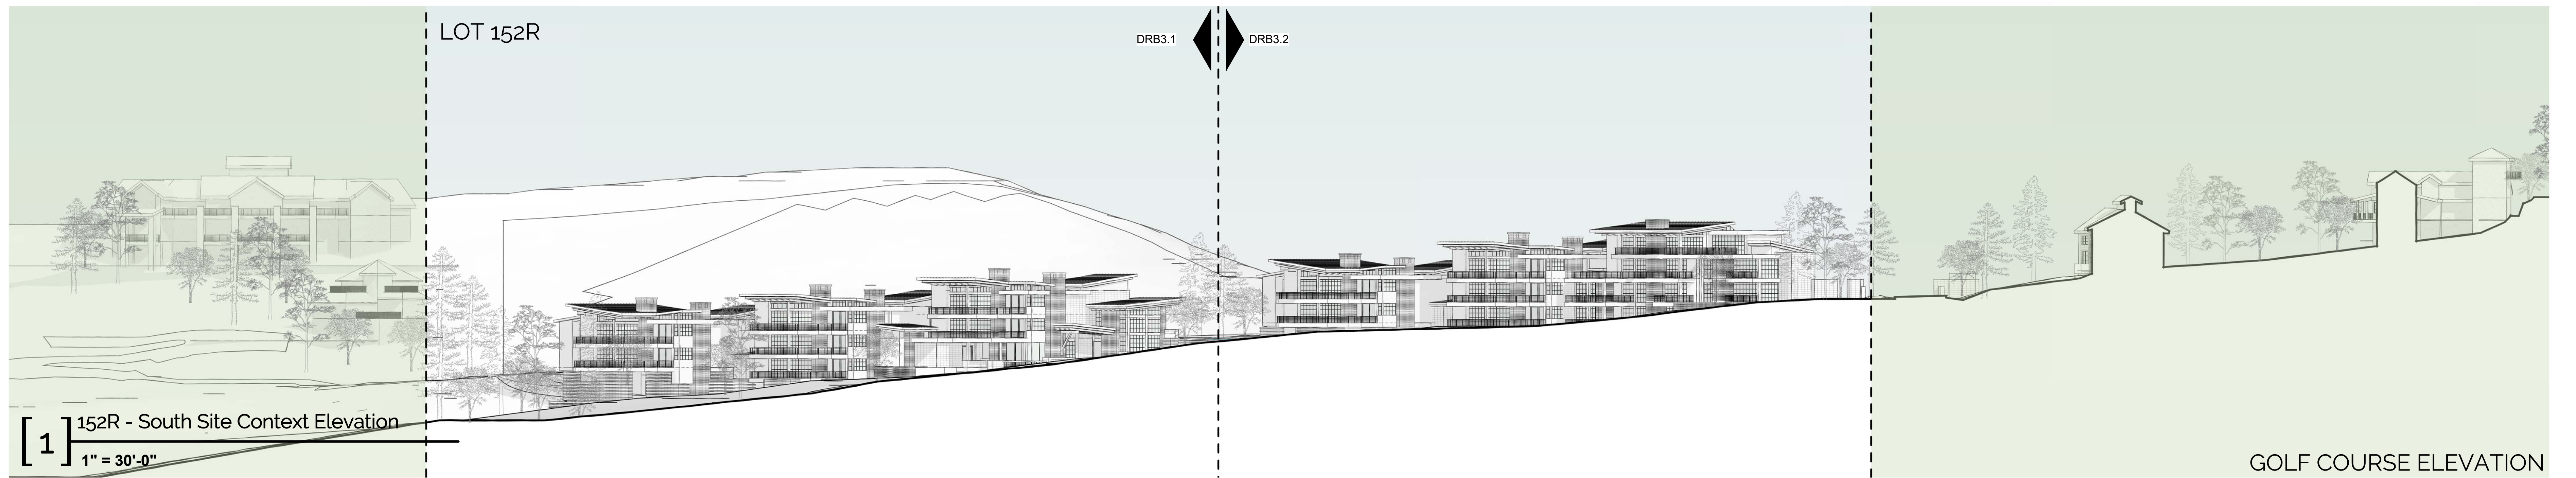 LOT 152R
DRB3.1
DRB3.2
[1]
152R - South Site Context Elevation
1" = 30'-0"
GOLF COURSE ELEVATION